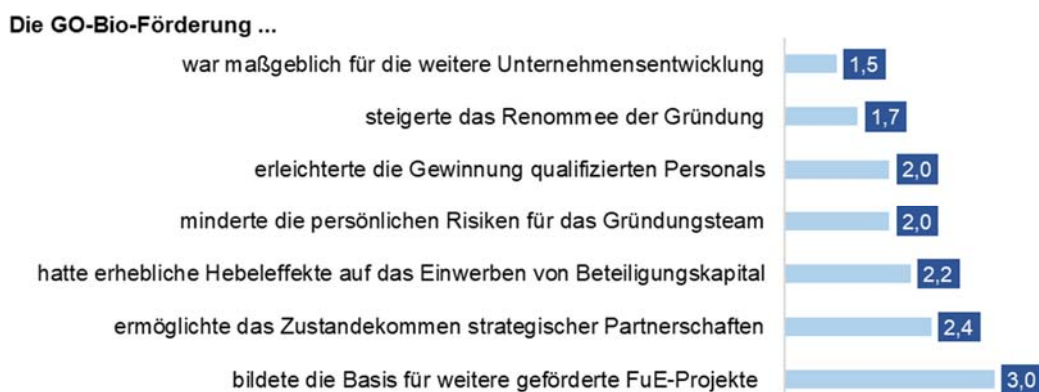 Die GO-Bio-Förderung ...
war maßgeblich für die weitere Unternehmensentwicklung 1,5
steigerte das Renommee der Gründung 1,7
erleichterte die Gewinnung qualifizierten Personals 2,0
minderte die persönlichen Risiken für das Gründungsteam 2,0
hatte erhebliche Hebeleffekte auf das Einwerben von Beteiligungskapital 2,2
ermöglichte das Zustandekommen strategischer Partnerschaften 2,4
bildete die Basis für weitere geförderte FuE-Projekte 3,0